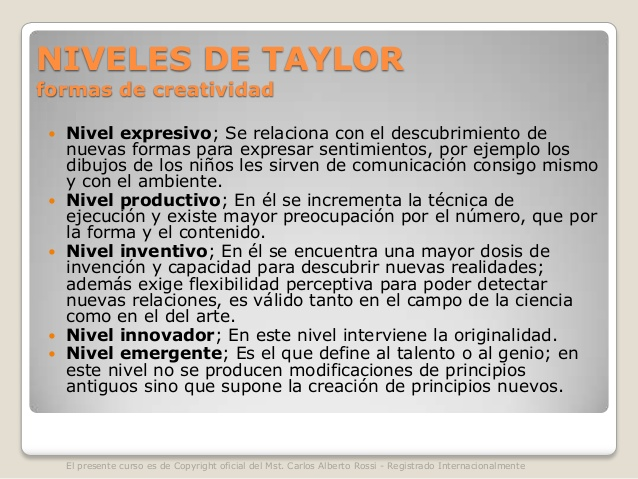 NIVELES DE TAYLOR
formas de creatividad
• Nivel expresivo; Se relaciona con el descubrimiento de
nuevas formas para expresar sentimientos, por ejemplo los
dibujos de los niños les sirven de comunicación consigo mismo
y con el ambiente.
• Nivel productivo; En él se incrementa la técnica de
ejecución y existe mayor preocupación por el número, que por
la forma y el contenido.
• Nivel inventivo; En él se encuentra una mayor dosis de
invención y capacidad para descubrir nuevas realidades;
además exige flexibilidad perceptiva para poder detectar
nuevas relaciones, es válido tanto en el campo de la ciencia
como en el del arte.
• Nivel innovador; En este nivel interviene la originalidad.
• Nivel emergente; Es el que define al talento o al genio; en
este nivel no se producen modificaciones de principios
antiguos sino que supone la creación de principios nuevos.
El presente curso es de Copyright oficial del Mst. Carlos Alberto Rossi - Registrado Internacionalmente